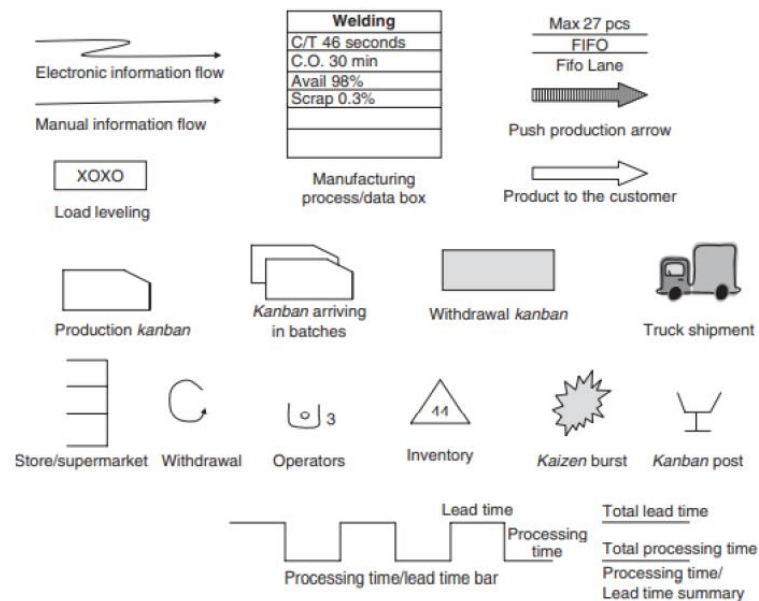 Electronic information flow
Manual information flow
XOXO
Load leveling
Welding
C/T 46 seconds
C.O. 30 min
Avail 98%
Scrap 0.3%
Manufacturing
process/data box
Max 27 pcs
FIFO
Fifo Lane
Push production arrow
Product to the customer
Production kanban
Kanban arriving
in batches
Withdrawal kanban
Truck shipment
Store/supermarket
Withdrawal
3
Operators
11
Inventory
Kaizen burst
Kanban post
Lead time
Processing
time
Processing time/lead time bar
Total lead time
Total processing time
Processing time/
Lead time summary